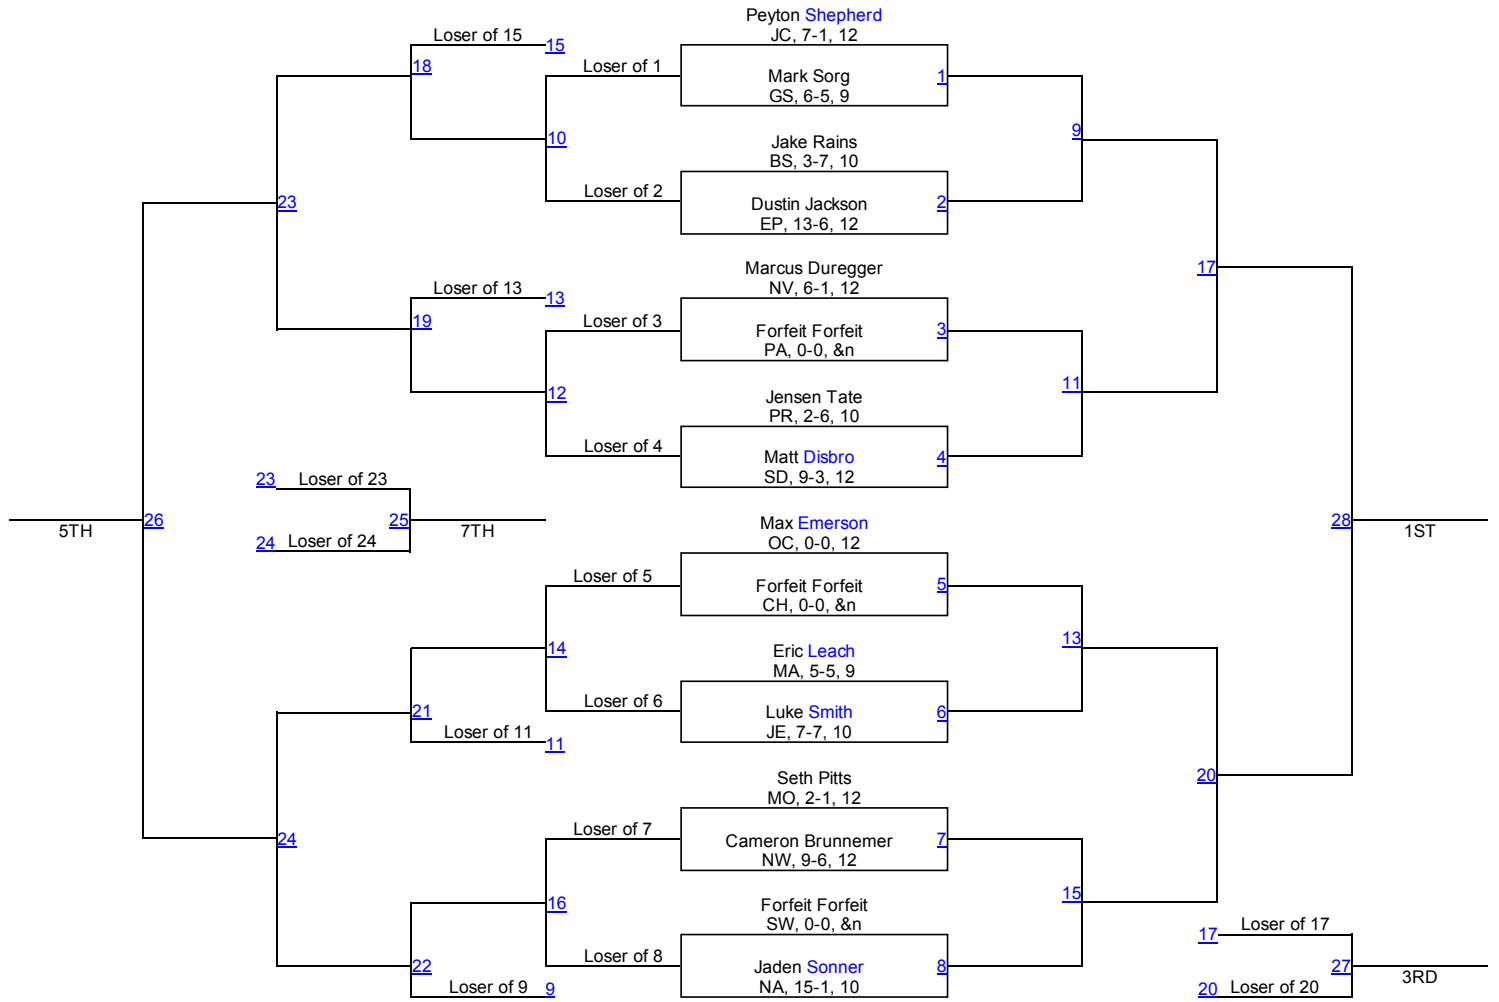 Peyton Shepherd
JC, 7-1, 12
Loser of 15
15
18
Loser of 1
Mark Sorg
GS, 6-5, 9
1
10
9
Jake Rains
BS, 3-7, 10
Loser of 2
Dustin Jackson
EP, 13-6, 12
2
23
Marcus Duregger
NV, 6-1, 12
17
Loser of 13
13
19
Loser of 3
Forfeit Forfeit
PA, 0-0, &n
3
12
11
Jensen Tate
PR, 2-6, 10
Loser of 4
Matt Disbro
SD, 9-3, 12
4
23
Loser of 23
5TH
26
25
7TH
24
Loser of 24
Max Emerson
OC, 0-0, 12
28
1ST
Loser of 5
Forfeit Forfeit
CH, 0-0, &n
5
14
13
Eric Leach
MA, 5-5, 9
21
Loser of 6
Luke Smith
JE, 7-7, 10
6
Loser of 11
11
Seth Pitts
MO, 2-1, 12
20
24
Loser of 7
Cameron Brunnemer
NW, 9-6, 12
7
16
15
Forfeit Forfeit
SW, 0-0, &n
17
Loser of 17
22
Loser of 8
Jaden Sonner
NA, 15-1, 10
8
27
3RD
Loser of 9
9
20
Loser of 20